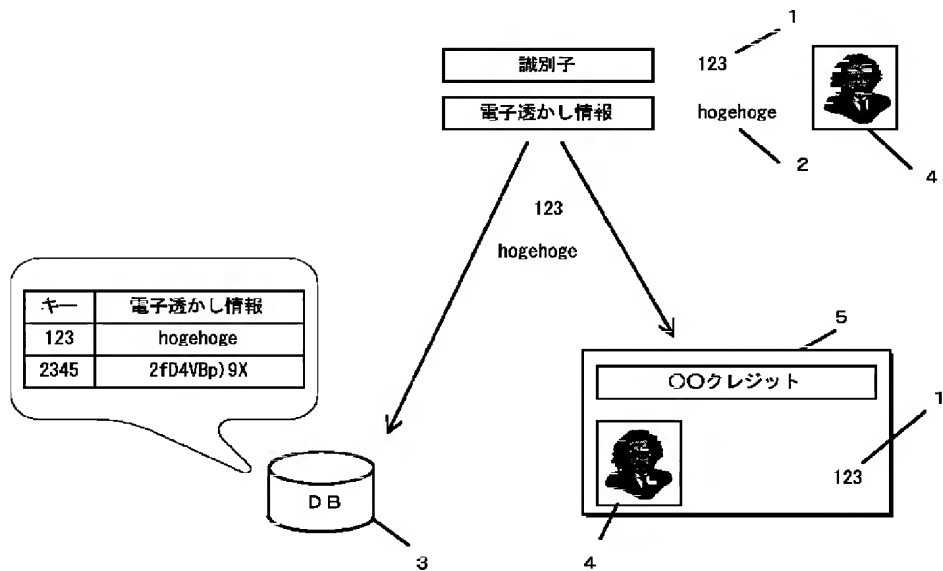 1
識別子 123
電子透かし情報 hogehoge
2 4
123
hogehoge
キー 電子透かし情報
123 hogehoge
2345 2fD4VBp)9X
5
〇〇クレジット
1
123
DB
3 4